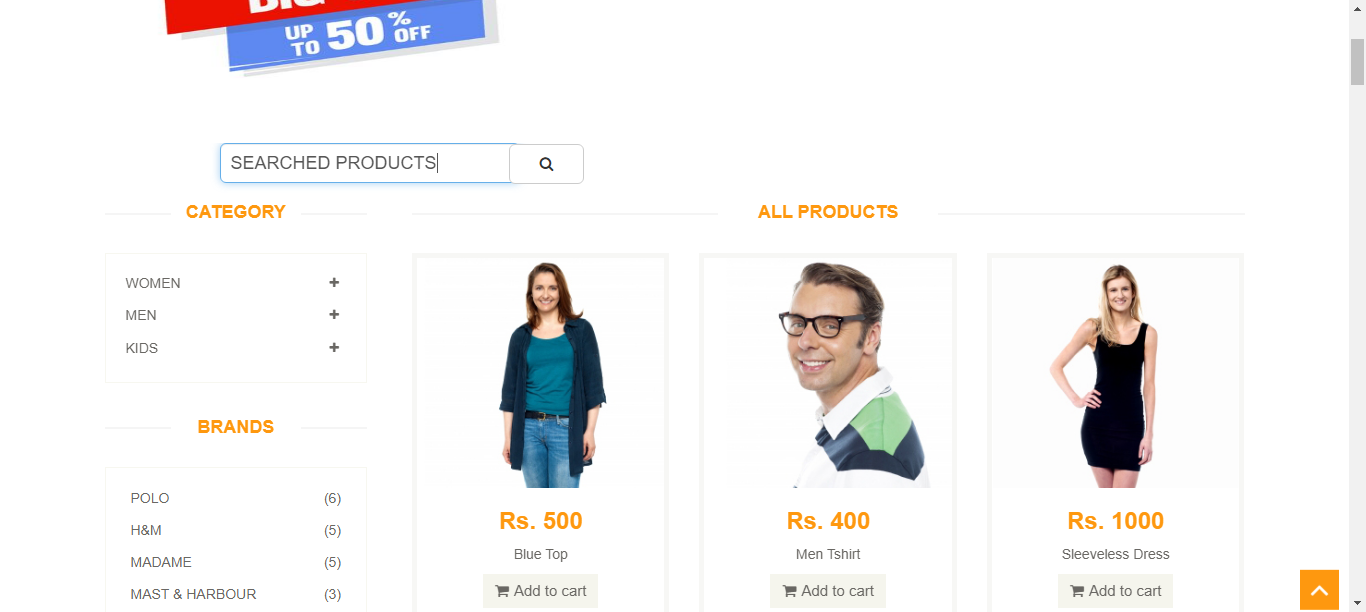 BIG
UP TO 50% OFF
SEARCHED PRODUCTS
CATEGORY
WOMEN
MEN
KIDS
BRANDS
POLO (6)
H&M (5)
MADAME (5)
MAST & HARBOUR (3)
ALL PRODUCTS
Rs. 500
Blue Top
Add to cart
Rs. 400
Men Tshirt
Add to cart
Rs. 1000
Sleeveless Dress
Add to cart